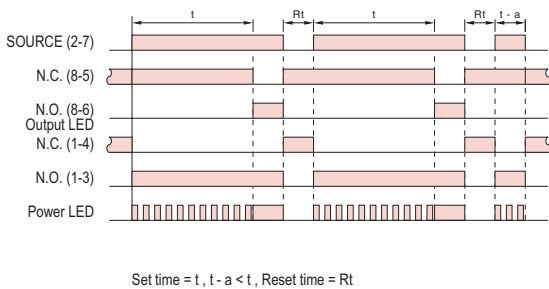 t Rt t Rt t - a
SOURCE (2-7)
N.C. (8-5)
N.O. (8-6)
Output LED
N.C. (1-4)
N.O. (1-3)
Power LED
Set time = t , t - a < t , Reset time = Rt